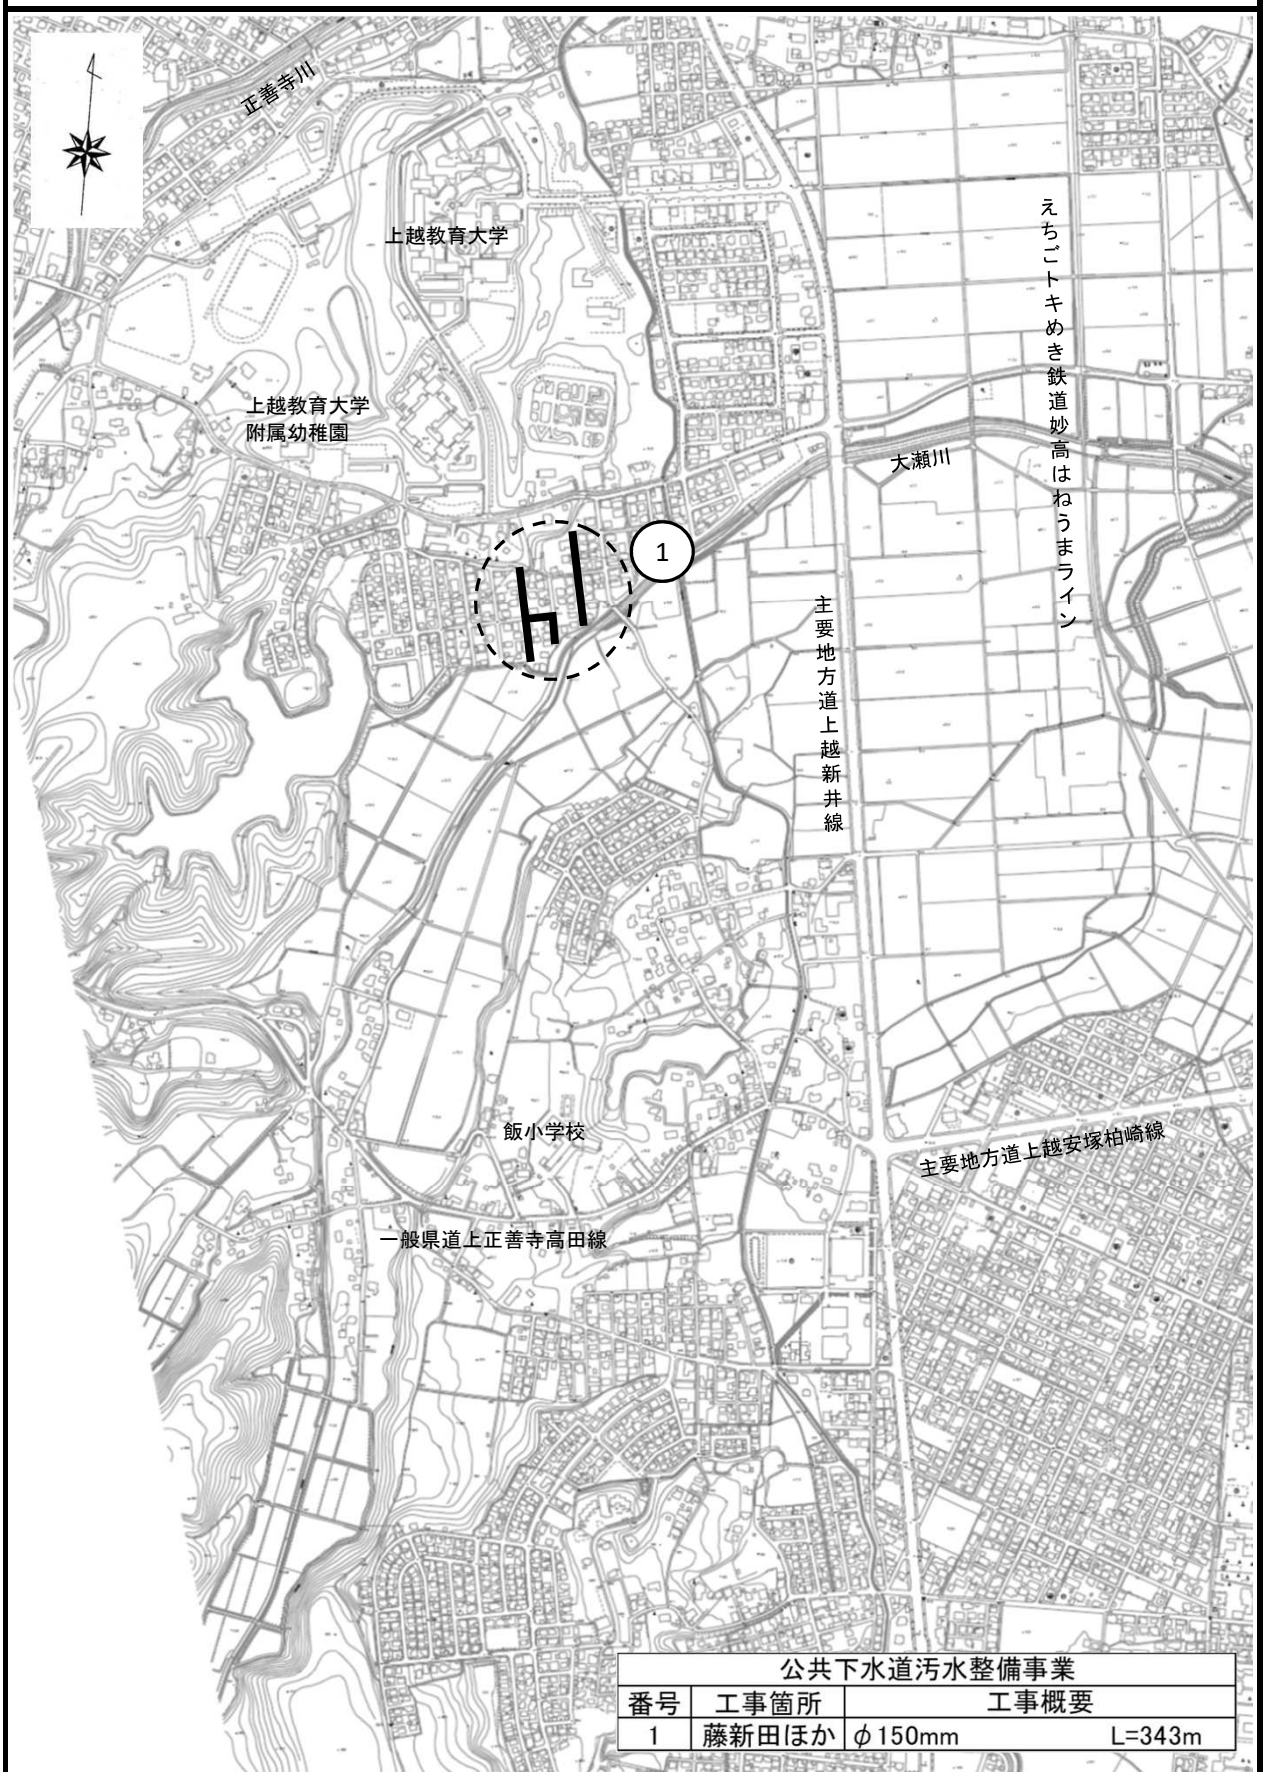 正善寺川
上越教育大学
えちごトキめき鉄道妙高はねうまライン
上越教育大学
附属幼稚園
大瀬川
1
主要地方道上越新井線
飯小学校
主要地方道上越安塚柏崎線
一般県道上正善寺高田線
公共下水道汚水整備事業
番号 工事箇所 工事概要
1 藤新田ほか φ150mm L=343m